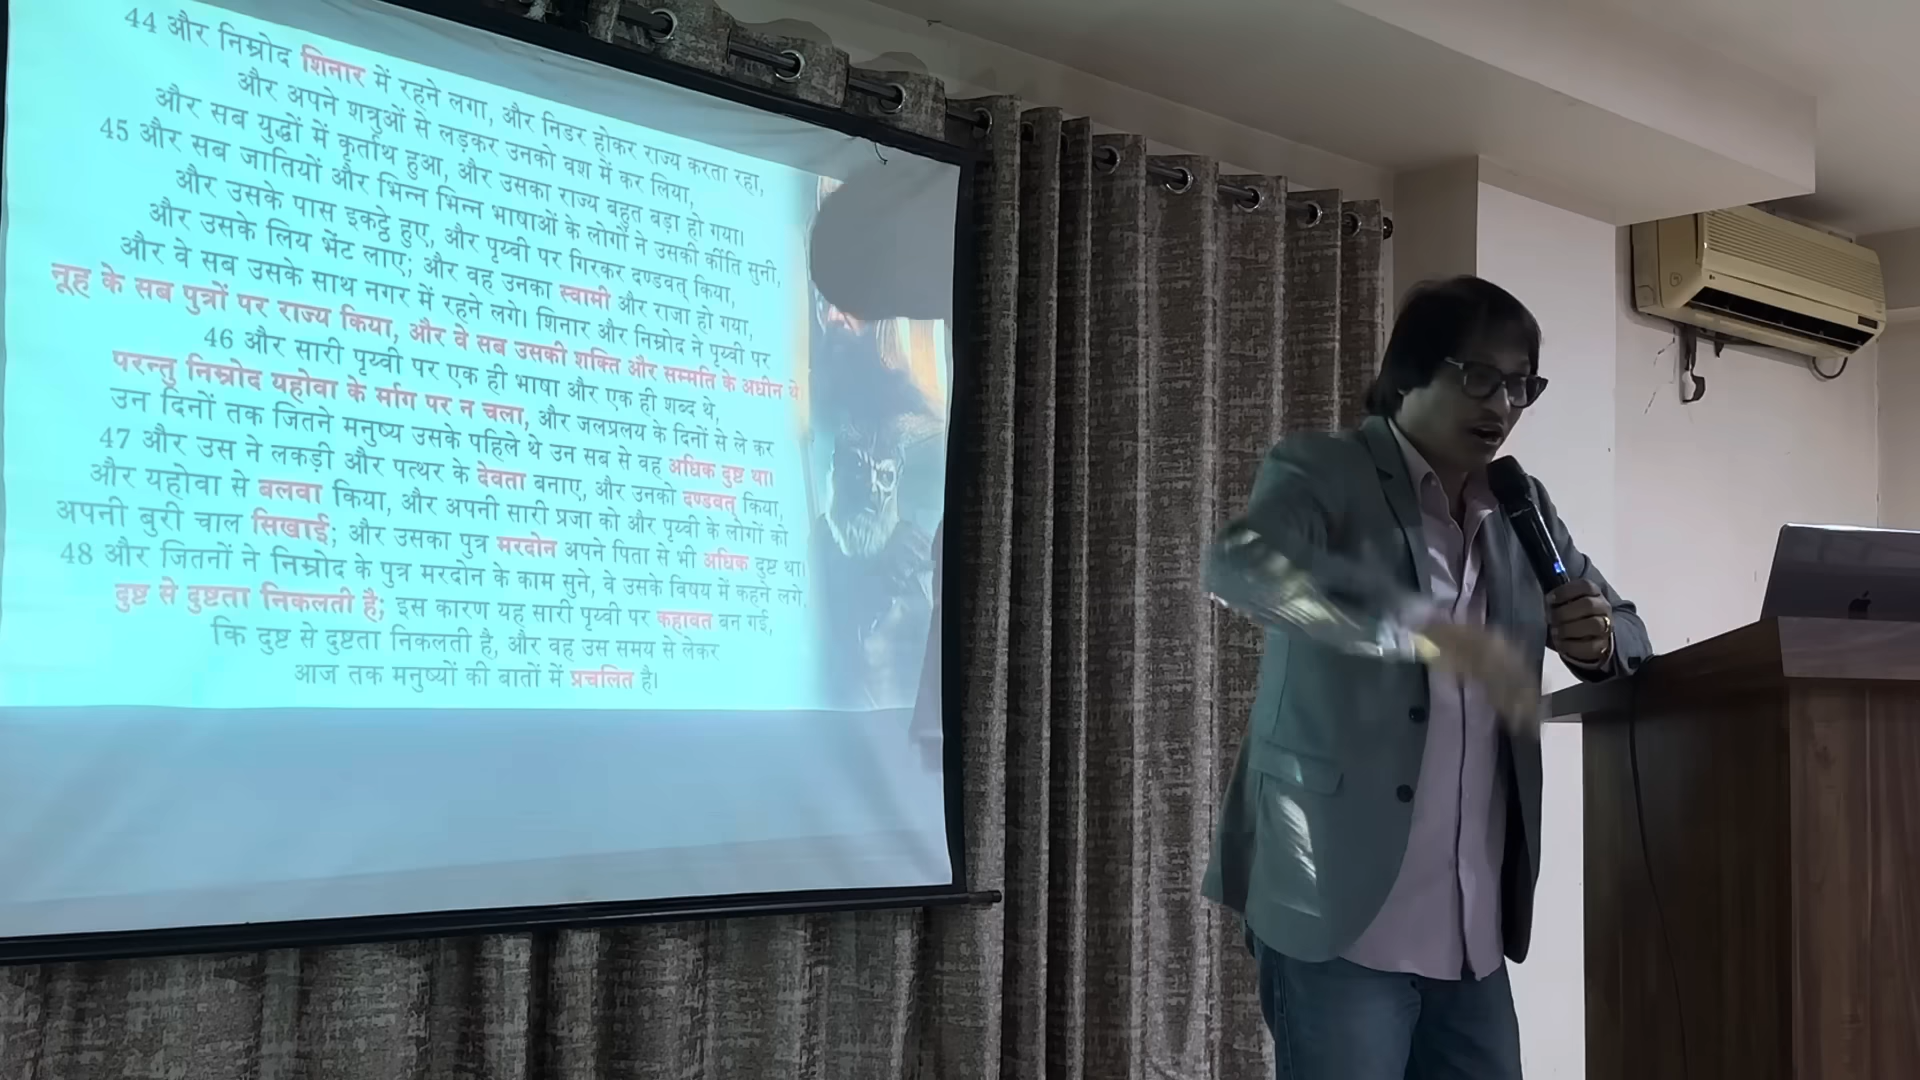 44 और निम्रोद शिनार में रहने लगा, और निडर होकर राज्य करता रहा,
और अपने शत्रुओं से लड़कर उनको वश में कर लिया,
और सब युद्धों में कृर्ताथ हुआ, और उसका राज्य बहुत बड़ा हो गया।
45 और सब जातियों और भिन्न भिन्न भाषाओं के लोगों ने उसकी र्कीति सुनी,
और उसके पास इकट्ठे हुए, और पृथ्वी पर गिरकर दण्डवत् किया,
और उसके लिय भेंट लाए; और वह उनका स्वामी और राजा हो गया,
और वे सब उसके साथ नगर में रहने लगे। शिनार और निम्रोद ने पृथ्वी पर
नूह के सब पुत्रों पर राज्य किया, और वे सब उसकी शक्ति और सम्मति के अधीन थे
46 और सारी पृथ्वी पर एक ही भाषा और एक ही शब्द थे,
परन्तु निम्रोद यहोवा के र्माग पर न चला, और जलप्रलय के दिनों से ले कर
उन दिनों तक जितने मनुष्य उसके पहिले थे उन सब से वह अधिक दुष्ट था।
47 और उस ने लकड़ी और पत्थर के देवता बनाए, और उनको दण्डवत् किया,
और यहोवा से बलवा किया, और अपनी सारी प्रजा को और पृथ्वी के लोगों को
अपनी बुरी चाल सिखाई; और उसका पुत्र मरदोन अपने पिता से भी अधिक दुष्ट था।
48 और जितनों ने निम्रोद के पुत्र मरदोन के काम सुने, वे उसके विषय में कहने लगे,
दुष्ट से दुष्टता निकलती है; इस कारण यह सारी पृथ्वी पर कहावत बन गई,
कि दुष्ट से दुष्टता निकलती है, और वह उस समय से लेकर
आज तक मनुष्यों की बातों में प्रचलित है।